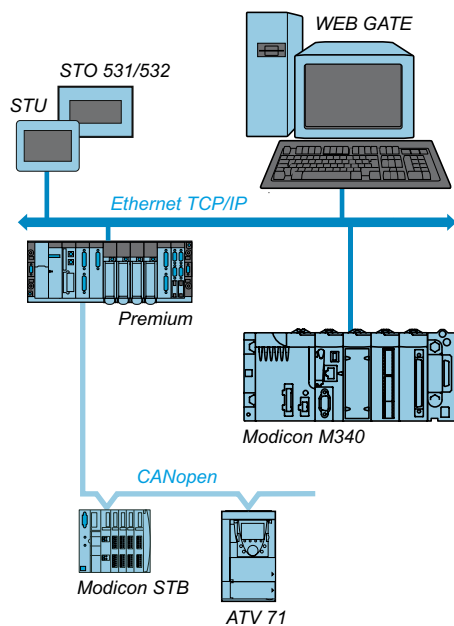 WEB GATE
STO 531/532
STU
Ethernet TCP/IP
Premium
Modicon M340
CANopen
Modicon STB
ATV 71